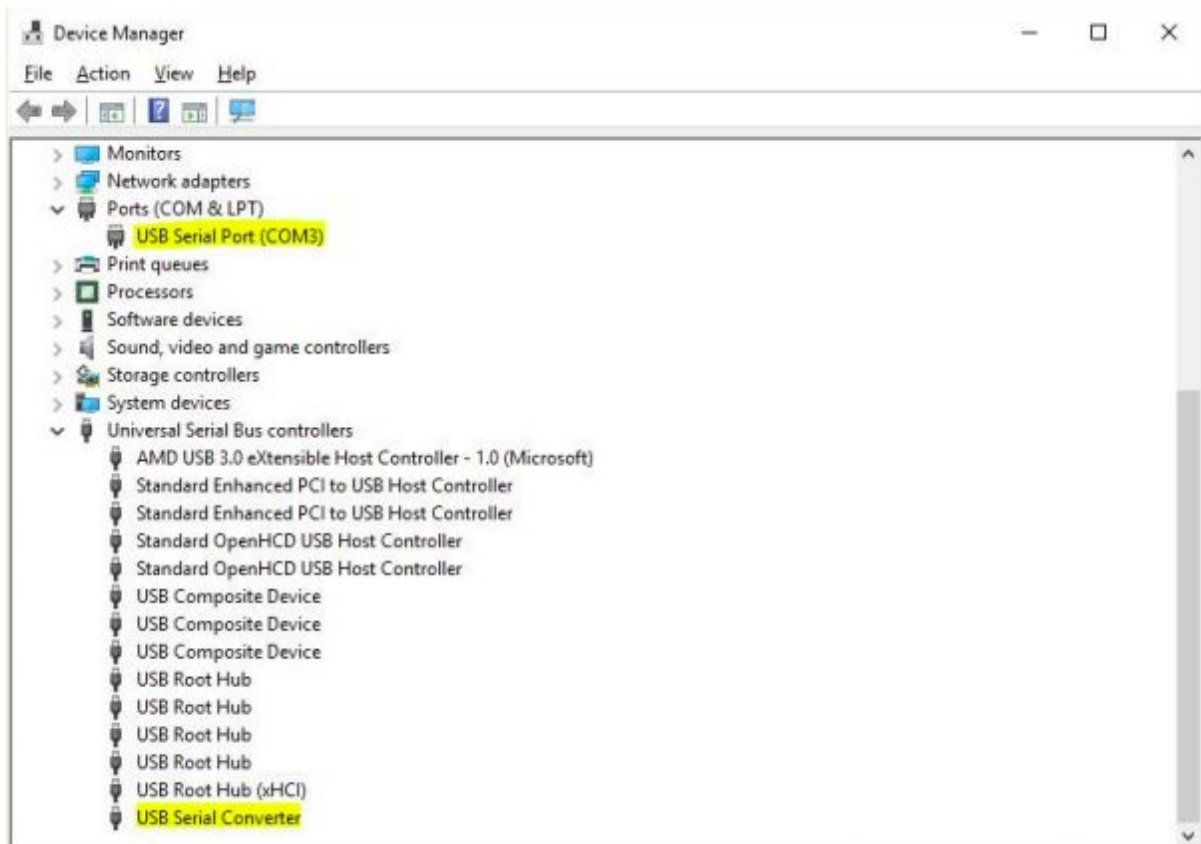 Device Manager
File Action View Help
Monitors
Network adapters
Ports (COM & LPT)
USB Serial Port (COM3)
Print queues
Processors
Software devices
Sound, video and game controllers
Storage controllers
System devices
Universal Serial Bus controllers
AMD USB 3.0 eXtensible Host Controller - 1.0 (Microsoft)
Standard Enhanced PCI to USB Host Controller
Standard Enhanced PCI to USB Host Controller
Standard OpenHCD USB Host Controller
Standard OpenHCD USB Host Controller
USB Composite Device
USB Composite Device
USB Composite Device
USB Root Hub
USB Root Hub
USB Root Hub
USB Root Hub
USB Root Hub (xHCI)
USB Serial Converter